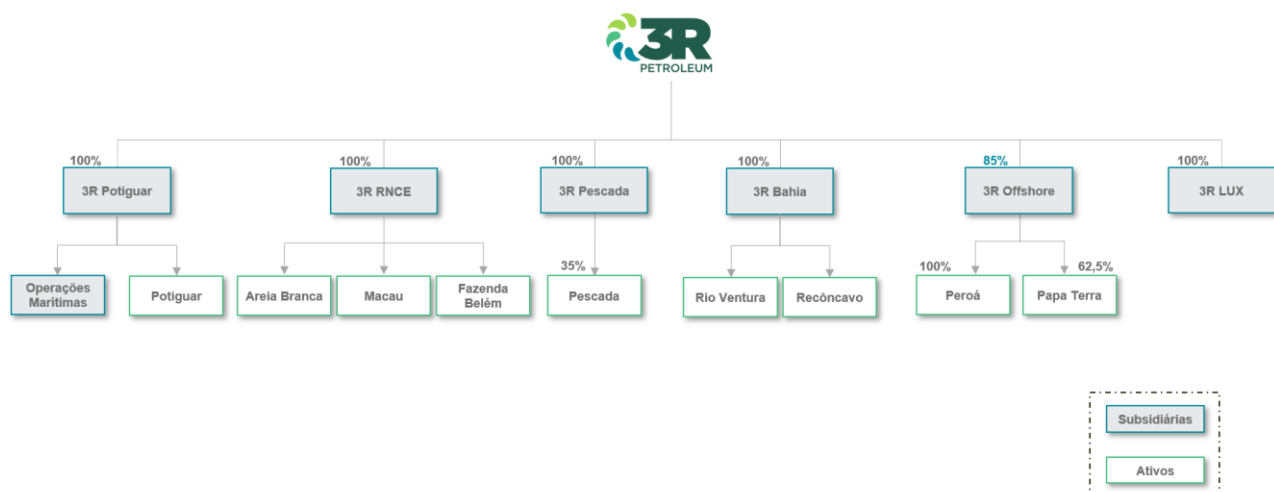 3R
PETROLEUM
100%
100%
100%
100%
85%
100%
3R Potiguar
3R RNCE
3R Pescada
3R Bahia
3R Offshore
3R LUX
35%
100%
62,5%
Operações
Marítimas
Potiguar
Areia Branca
Macau
Fazenda
Belém
Pescada
Rio Ventura
Recôncavo
Peroá
Papa Terra
Subsidiárias
Ativos